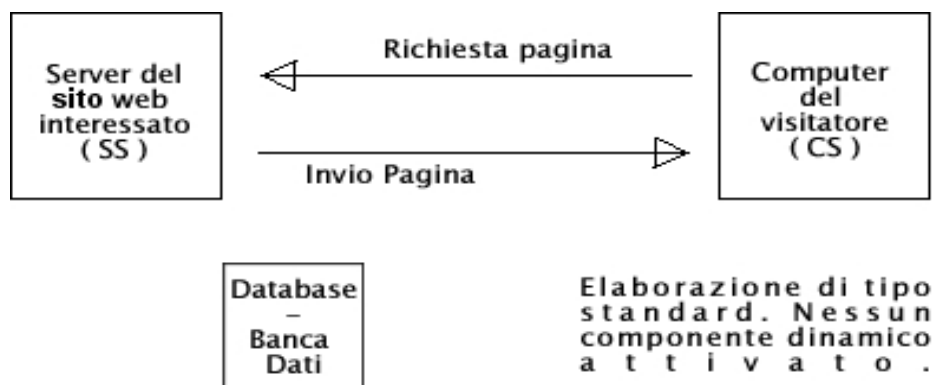 Server del
sito web
interessato
( SS )
Richiesta pagina
Invio Pagina
Computer
del
visitatore
( CS )
Database
–
Banca
Dati
Elaborazione di tipo
standard. Nessun
componente dinamico
attivato.